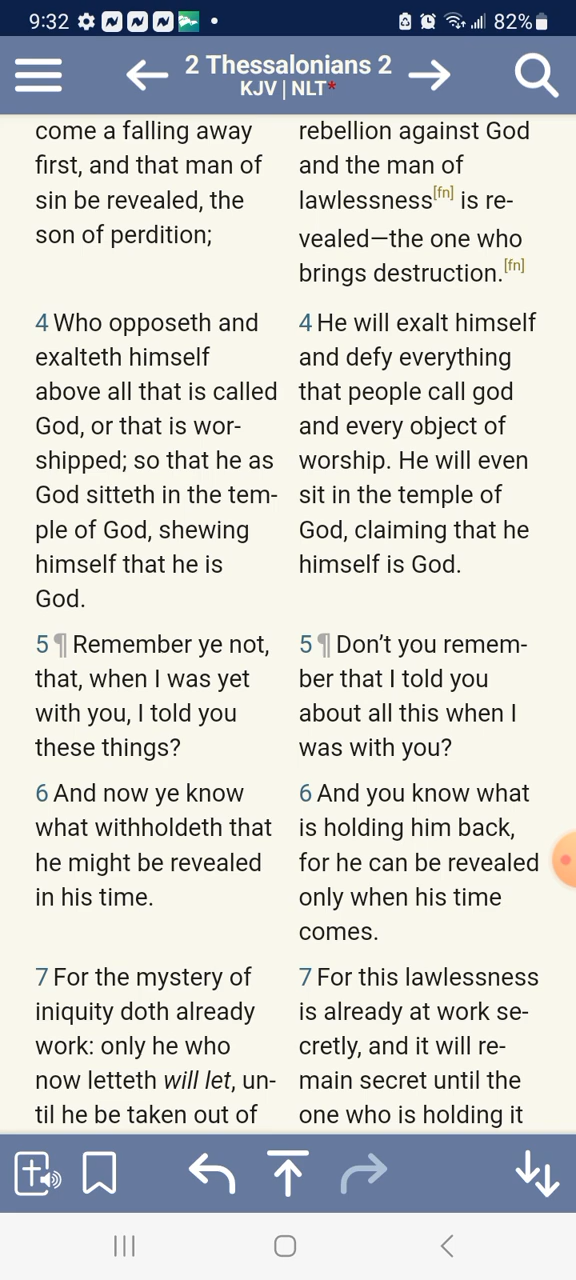 9:32
82%
2 Thessalonians 2
KJV | NLT*
come a falling away
first, and that man of
sin be revealed, the
son of perdition;
4 Who opposeth and
exalteth himself
above all that is called
God, or that is wor-
shipped; so that he as
God sitteth in the tem-
ple of God, shewing
himself that he is
God.
5 ¶ Remember ye not,
that, when I was yet
with you, I told you
these things?
6 And now ye know
what withholdeth that
he might be revealed
in his time.
7 For the mystery of
iniquity doth already
work: only he who
now letteth will let, un-
til he be taken out of
rebellion against God
and the man of
lawlessness[fn] is re-
vealed—the one who
brings destruction.[fn]
4 He will exalt himself
and defy everything
that people call god
and every object of
worship. He will even
sit in the temple of
God, claiming that he
himself is God.
5 ¶ Don’t you remem-
ber that I told you
about all this when I
was with you?
6 And you know what
is holding him back,
for he can be revealed
only when his time
comes.
7 For this lawlessness
is already at work se-
cretly, and it will re-
main secret until the
one who is holding it